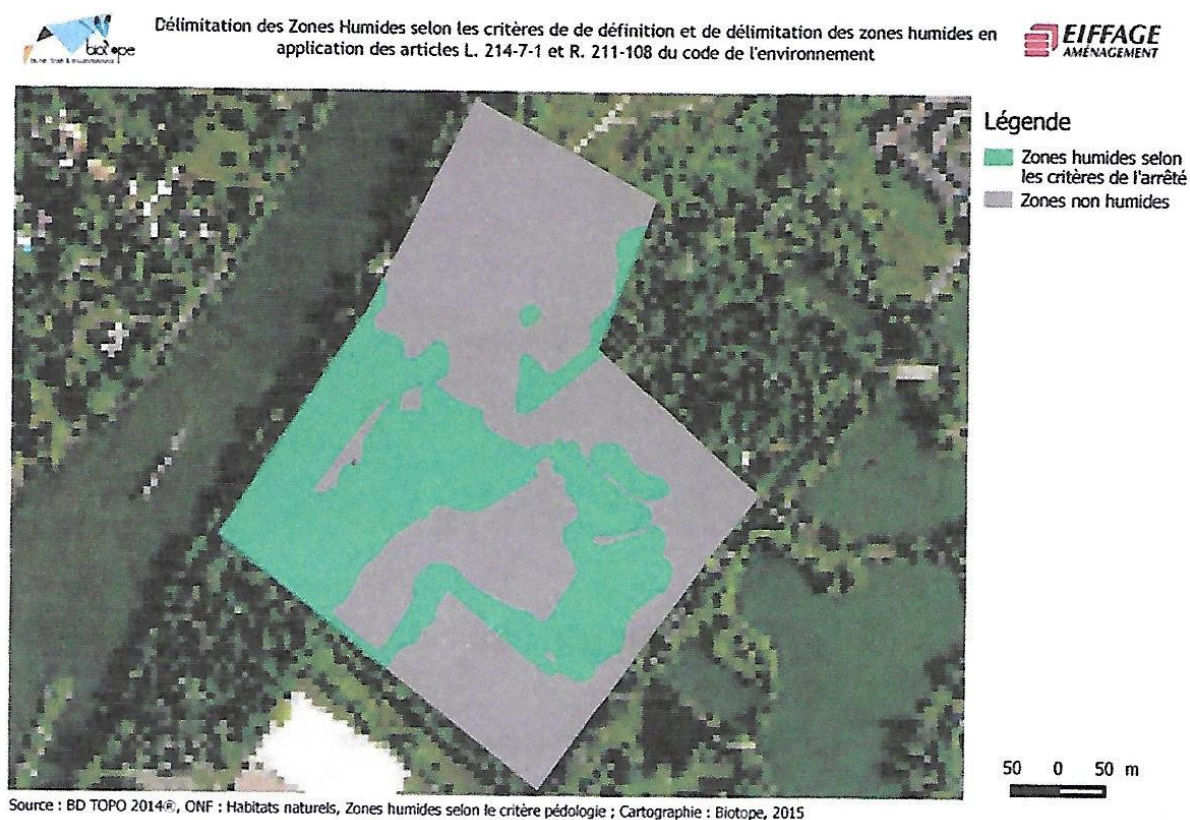 Délimitation des Zones Humides selon les critères de de définition et de délimitation des zones humides en
application des articles L. 214-7-1 et R. 211-108 du code de l'environnement
biotope
EIFFAGE
AMÉNAGEMENT
Légende
Zones humides selon
les critères de l'arrêté
Zones non humides
50 0 50 m
Source : BD TOPO 2014®, ONF : Habitats naturels, Zones humides selon le critère pédologie ; Cartographie : Biotope, 2015